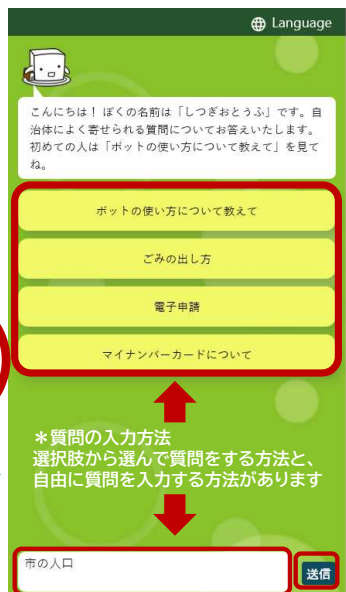 Language
こんにちは！ぼくの名前は「しつぎおとうふ」です。自
治体によく寄せられる質問についてお答えいたします。
初めての人は「ボットの使い方について教えて」を見て
ね。
ボットの使い方について教えて
ごみの出し方
電子申請
マイナンバーカードについて
＊質問の入力方法
選択肢から選んで質問をする方法と、
自由に質問を入力する方法があります
市の人口
送信